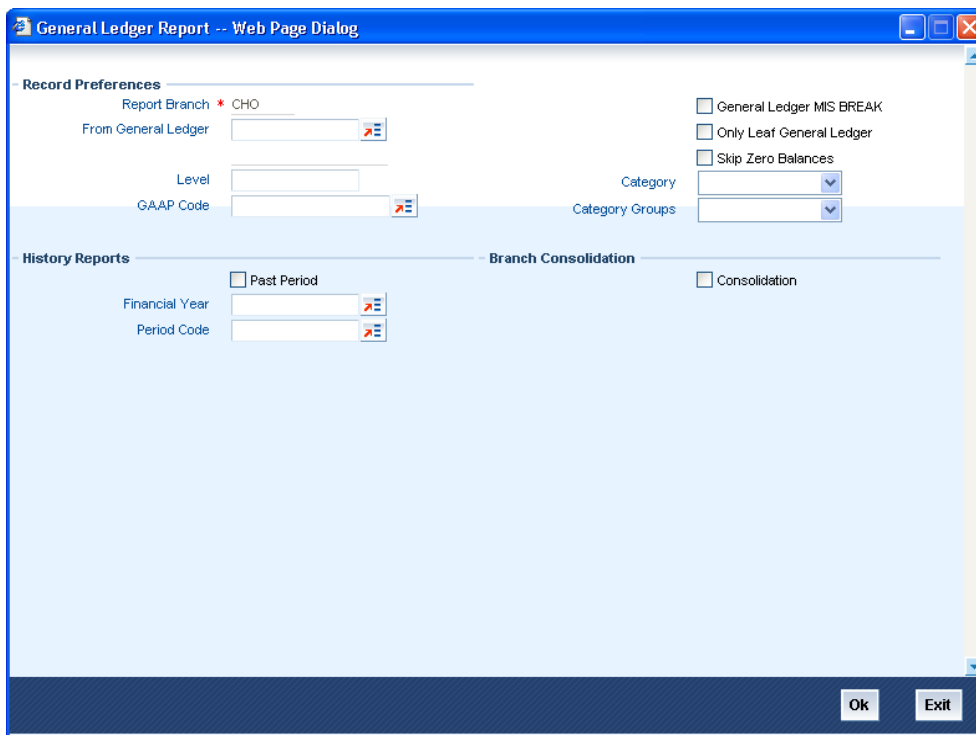 General Ledger Report -- Web Page Dialog
Record Preferences
Report Branch * CHO
General Ledger MIS BREAK
From General Ledger
Only Leaf General Ledger
Skip Zero Balances
Level
Category
GAAP Code
Category Groups
History Reports
Branch Consolidation
Past Period
Consolidation
Financial Year
Period Code
Ok
Exit